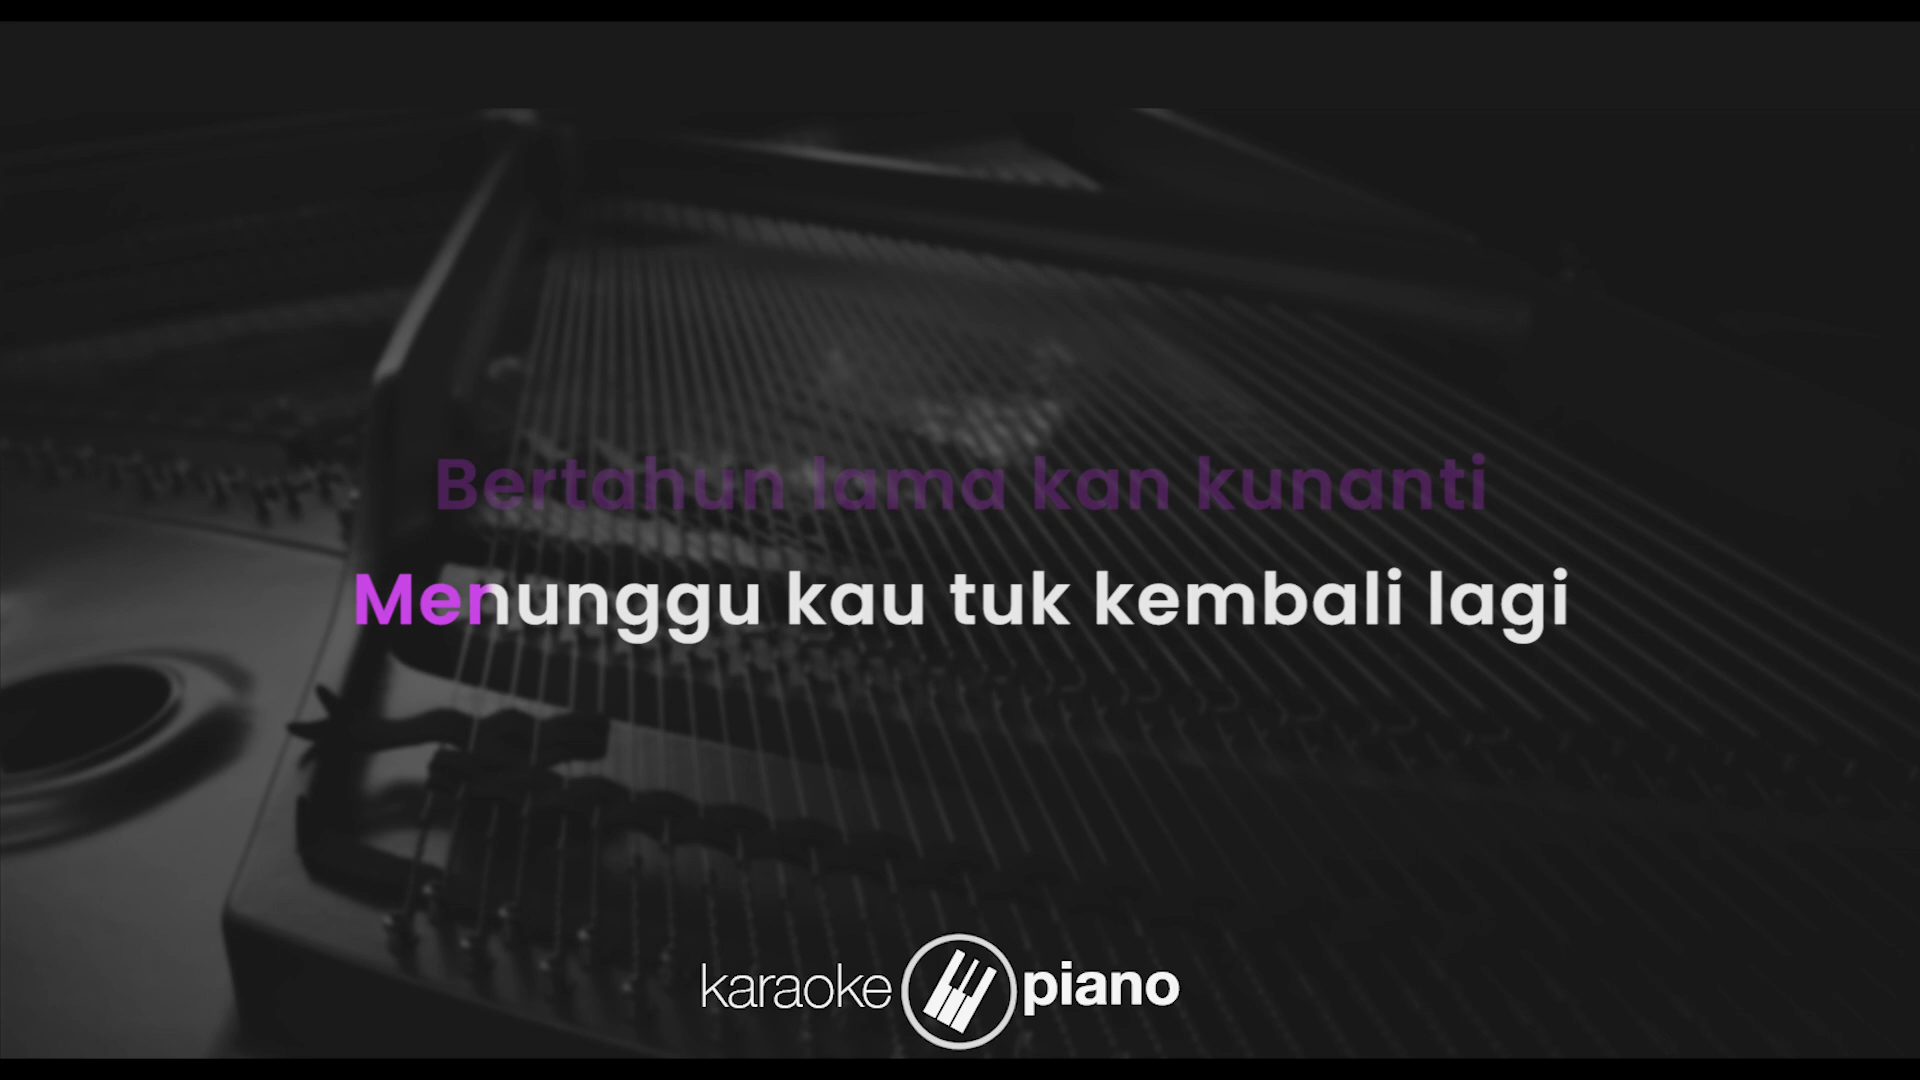 Bertahun lama kan kunanti
Menunggu kau tuk kembali lagi
karaoke piano